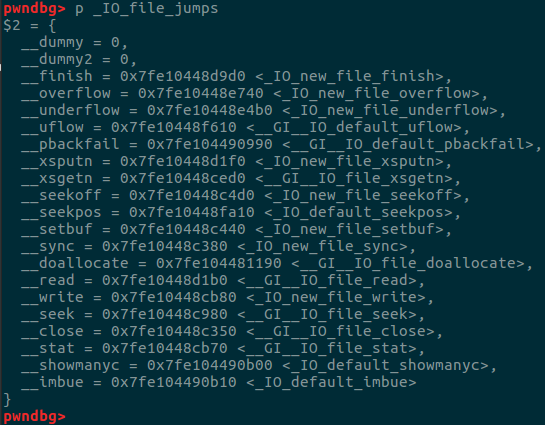 pwndbg> p _IO_file_jumps
$2 = {
  __dummy = 0,
  __dummy2 = 0,
  __finish = 0x7fe10448d9d0 <_IO_new_file_finish>,
  __overflow = 0x7fe10448e740 <_IO_new_file_overflow>,
  __underflow = 0x7fe10448e4b0 <_IO_new_file_underflow>,
  __uflow = 0x7fe10448f610 <__GI__IO_default_uflow>,
  __pbackfail = 0x7fe104490990 <__GI__IO_default_pbackfail>,
  __xsputn = 0x7fe10448d1f0 <_IO_new_file_xsputn>,
  __xsgetn = 0x7fe10448ced0 <__GI__IO_file_xsgetn>,
  __seekoff = 0x7fe10448c4d0 <_IO_new_file_seekoff>,
  __seekpos = 0x7fe10448fa10 <_IO_default_seekpos>,
  __setbuf = 0x7fe10448c440 <_IO_new_file_setbuf>,
  __sync = 0x7fe10448c380 <_IO_new_file_sync>,
  __doallocate = 0x7fe104481190 <__GI__IO_file_doallocate>,
  __read = 0x7fe10448d1b0 <__GI__IO_file_read>,
  __write = 0x7fe10448cb80 <_IO_new_file_write>,
  __seek = 0x7fe10448c980 <__GI__IO_file_seek>,
  __close = 0x7fe10448c350 <__GI__IO_file_close>,
  __stat = 0x7fe10448cb70 <__GI__IO_file_stat>,
  __showmanyc = 0x7fe104490b00 <_IO_default_showmanyc>,
  __imbue = 0x7fe104490b10 <_IO_default_imbue>
}
pwndbg>